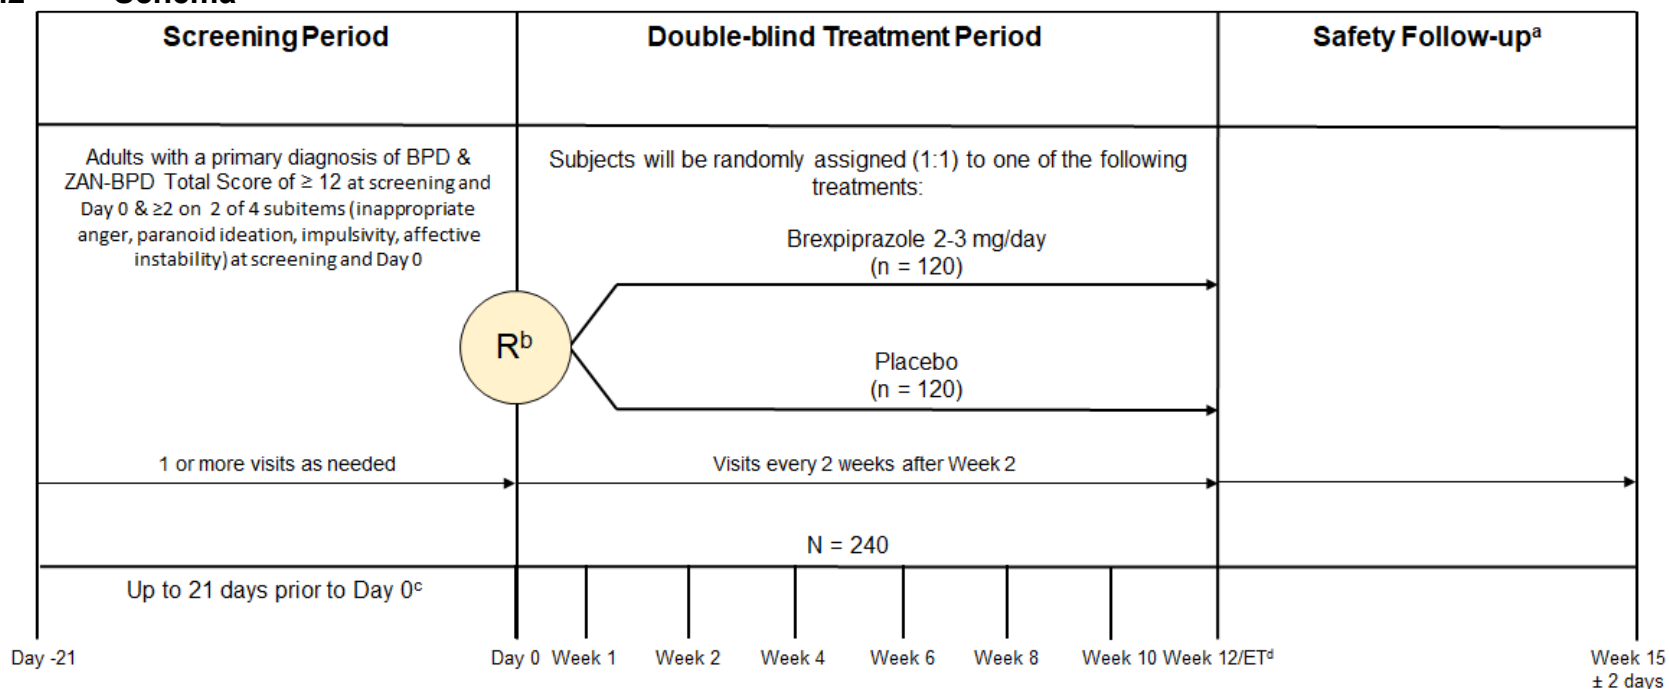 Screening Period
Double-blind Treatment Period
Safety Follow-upᵃ
Adults with a primary diagnosis of BPD &
ZAN-BPD Total Score of ≥ 12 at screening and
Day 0 & ≥2 on 2 of 4 subitems (inappropriate
anger, paranoid ideation, impulsivity, affective
instability) at screening and Day 0
Subjects will be randomly assigned (1:1) to one of the following
treatments:
Brexpiprazole 2-3 mg/day
(n = 120)
Rᵇ
Placebo
(n = 120)
1 or more visits as needed
Visits every 2 weeks after Week 2
N = 240
Up to 21 days prior to Day 0ᶜ
Day -21
Day 0
Week 1
Week 2
Week 4
Week 6
Week 8
Week 10
Week 12/ETᵈ
Week 15
± 2 days